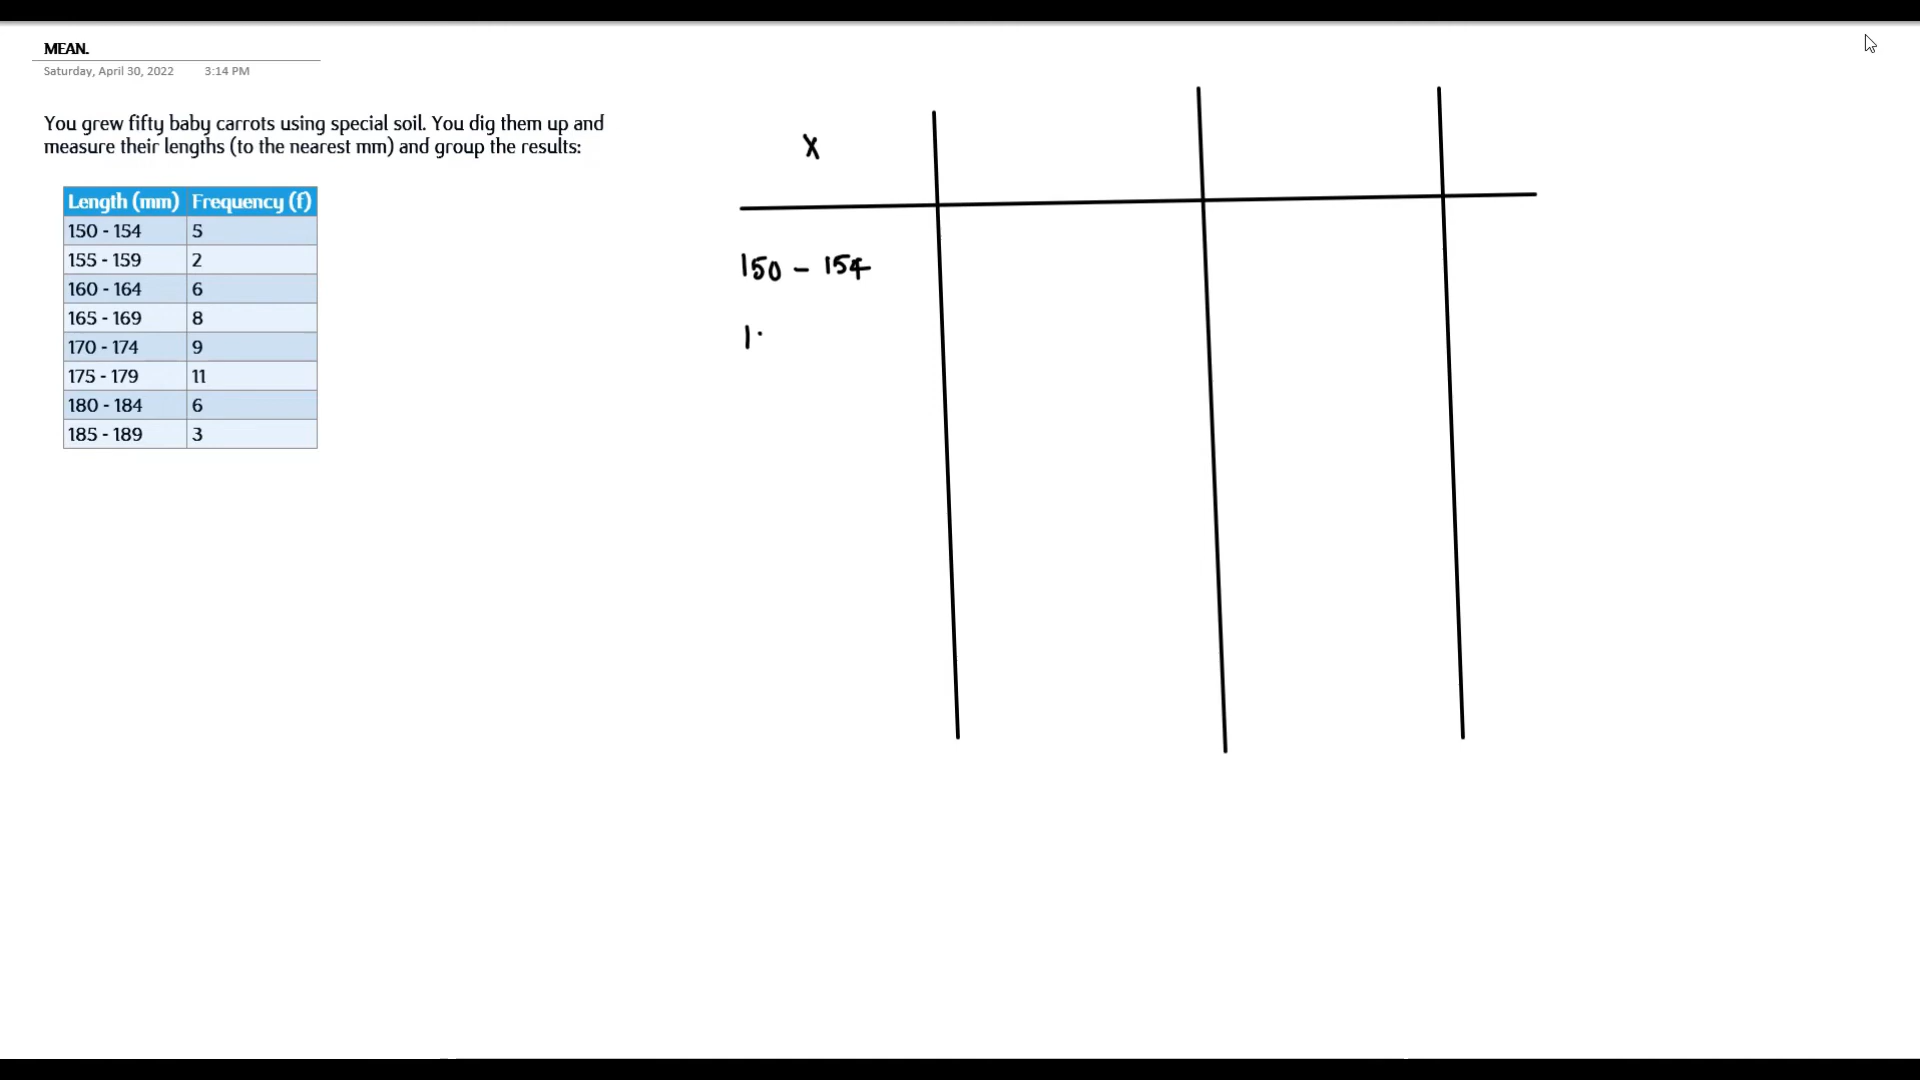 MEAN.
Saturday, April 30, 2022 3:14 PM
You grew fifty baby carrots using special soil. You dig them up and
measure their lengths (to the nearest mm) and group the results:
Length (mm) Frequency (f)
150 - 154 5
155 - 159 2
160 - 164 6
165 - 169 8
170 - 174 9
175 - 179 11
180 - 184 6
185 - 189 3
x
150 - 154
1